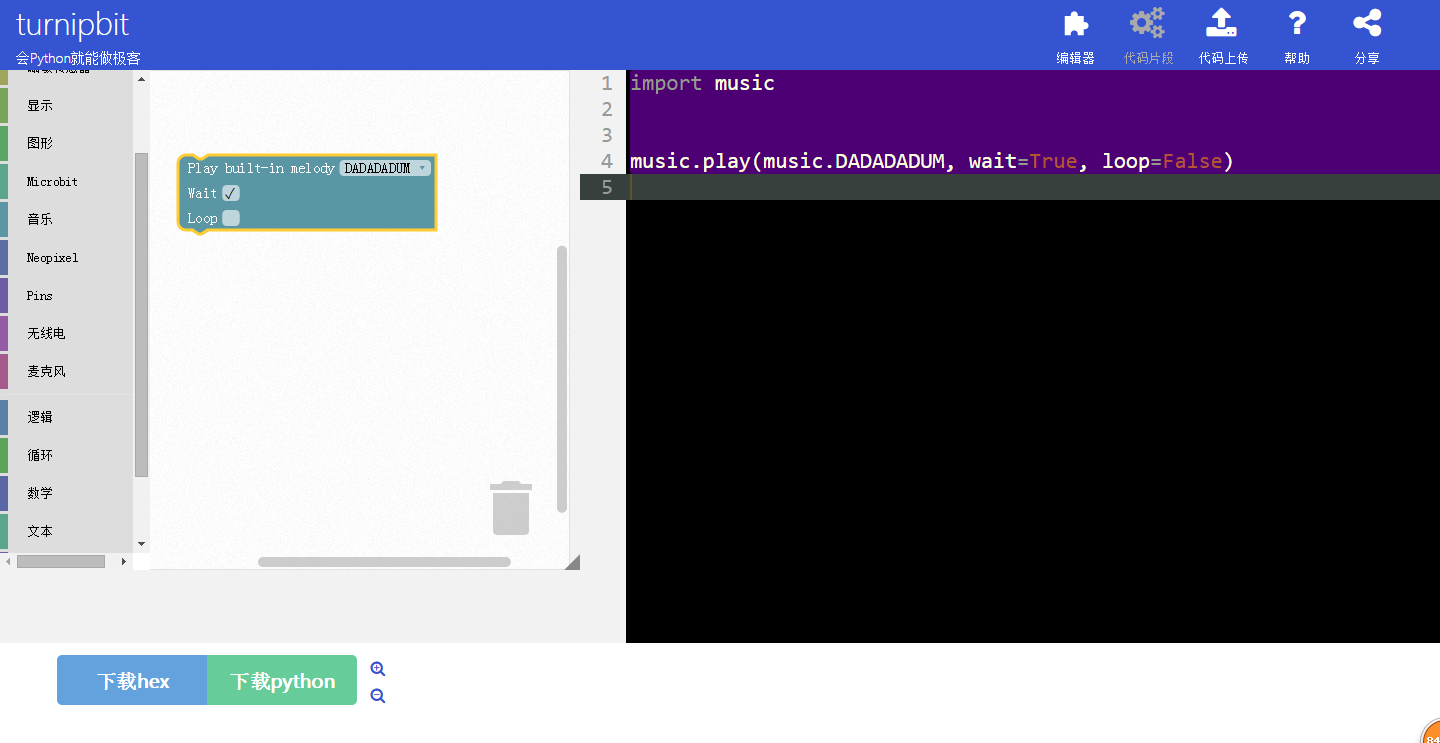 turnipbit
会Python就能做极客
编辑器
代码片段
代码上传
帮助
分享
显示
图形
Microbit
音乐
Neopixel
Pins
无线电
麦克风
逻辑
循环
数学
文本
Play built-in melody DADADADUM
Wait ✓
Loop
1 import music
2
3
4 music.play(music.DADADADUM, wait=True, loop=False)
5
下载hex
下载python